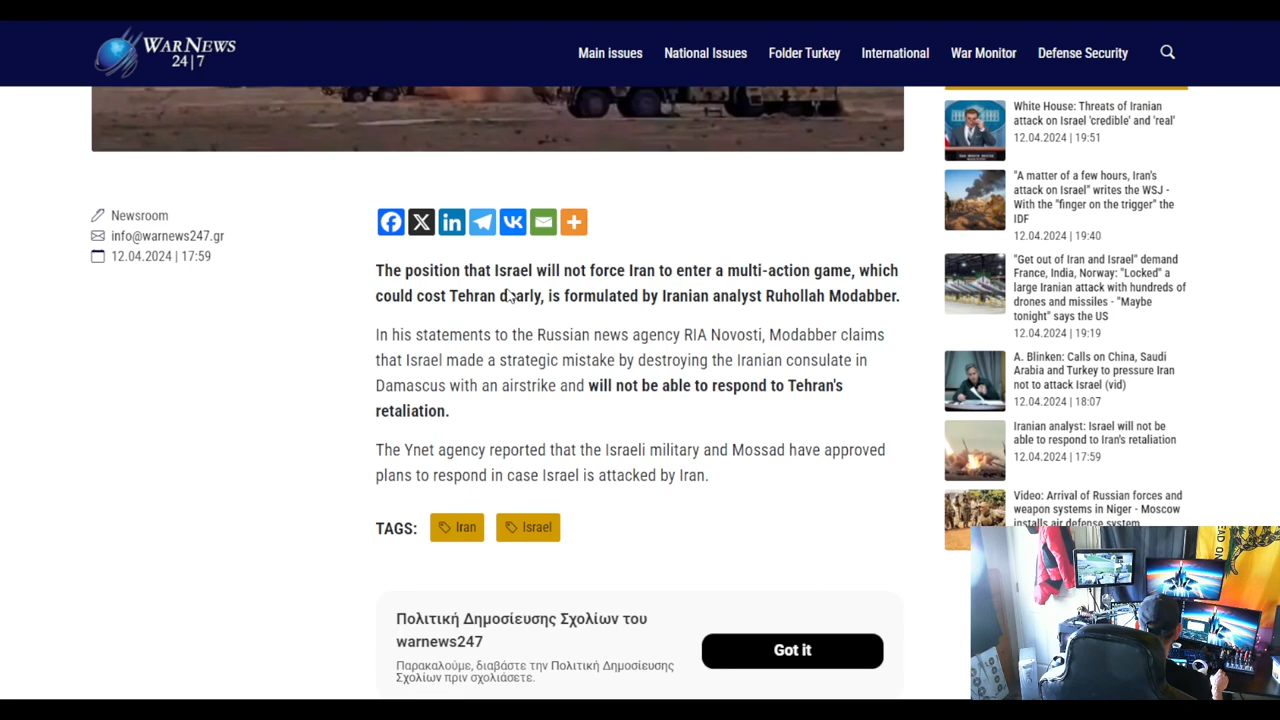 WARNEWS
24|7
Main issues
National Issues
Folder Turkey
International
War Monitor
Defense Security
Newsroom
info@warnews247.gr
12.04.2024 | 17:59
The position that Israel will not force Iran to enter a multi-action game, which
could cost Tehran dearly, is formulated by Iranian analyst Ruhollah Modabber.
In his statements to the Russian news agency RIA Novosti, Modabber claims
that Israel made a strategic mistake by destroying the Iranian consulate in
Damascus with an airstrike and will not be able to respond to Tehran's
retaliation.
The Ynet agency reported that the Israeli military and Mossad have approved
plans to respond in case Israel is attacked by Iran.
TAGS:
Iran
Israel
Πολιτική Δημοσίευσης Σχολίων του
warnews247
Παρακαλούμε, διαβάστε την Πολιτική Δημοσίευσης
Σχολίων πριν σχολιάσετε.
Got it
White House: Threats of Iranian
attack on Israel 'credible' and 'real'
12.04.2024 | 19:51
"A matter of a few hours, Iran's
attack on Israel" writes the WSJ -
With the "finger on the trigger" the
IDF
12.04.2024 | 19:40
"Get out of Iran and Israel" demand
France, India, Norway: "Locked" a
large Iranian attack with hundreds of
drones and missiles - "Maybe
tonight" says the US
12.04.2024 | 19:19
A. Blinken: Calls on China, Saudi
Arabia and Turkey to pressure Iran
not to attack Israel (vid)
12.04.2024 | 18:07
Iranian analyst: Israel will not be
able to respond to Iran's retaliation
12.04.2024 | 17:59
Video: Arrival of Russian forces and
weapon systems in Niger - Moscow
installs air defense system